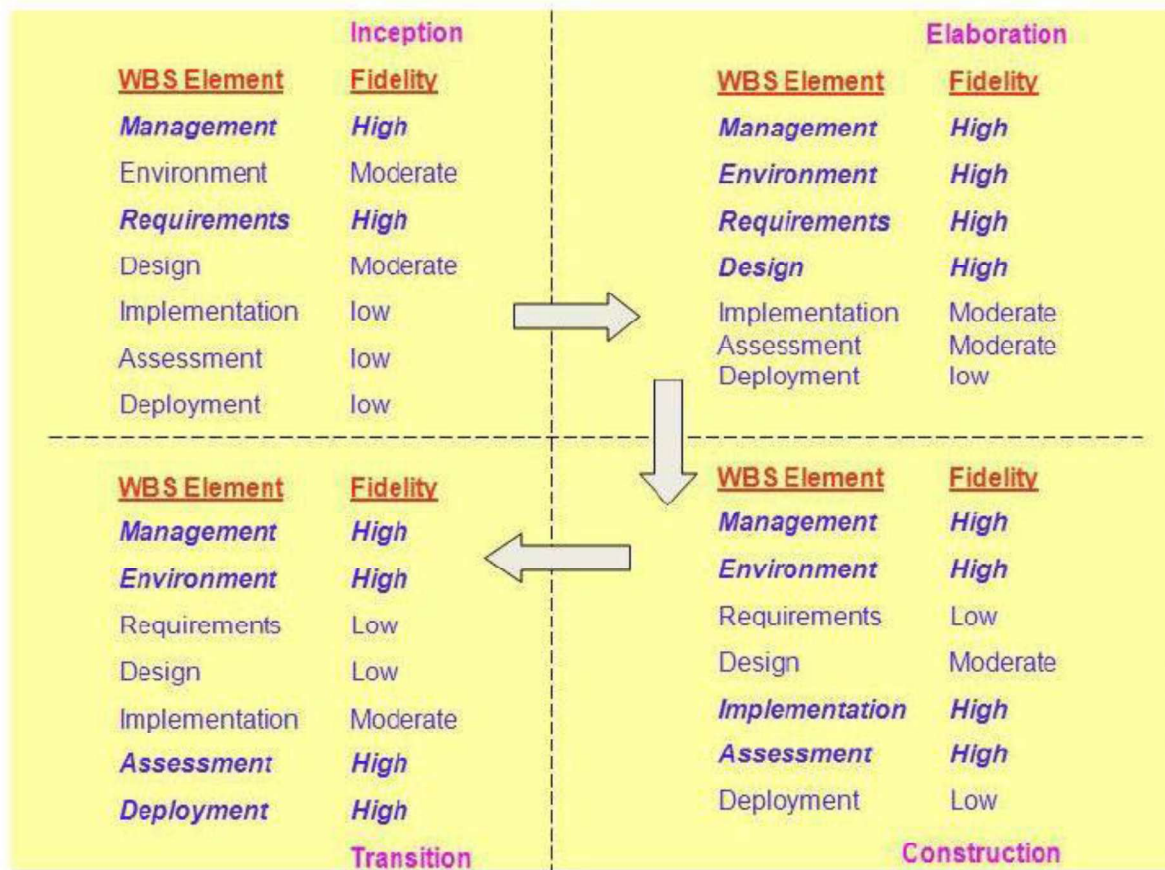 Inception
WBS Element Fidelity
Management High
Environment Moderate
Requirements High
Design Moderate
Implementation low
Assessment low
Deployment low
Elaboration
WBS Element Fidelity
Management High
Environment High
Requirements High
Design High
Implementation Moderate
Assessment Moderate
Deployment low
WBS Element Fidelity
Management High
Environment High
Requirements Low
Design Low
Implementation Moderate
Assessment High
Deployment High
Transition
WBS Element Fidelity
Management High
Environment High
Requirements Low
Design Moderate
Implementation High
Assessment High
Deployment Low
Construction